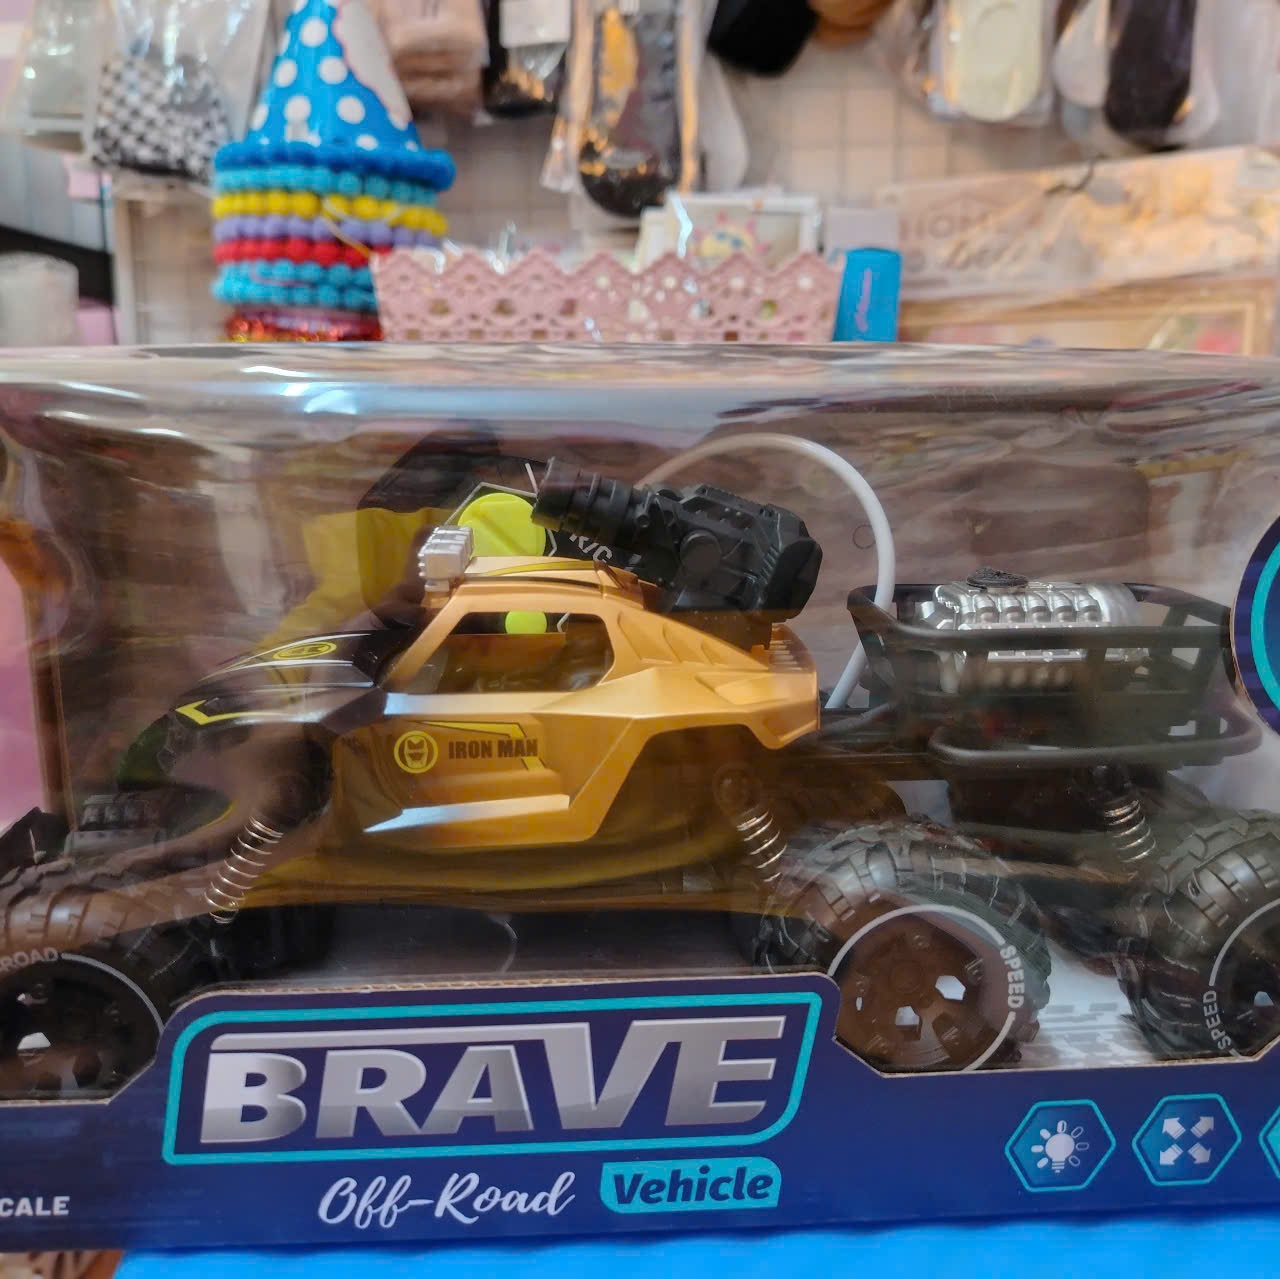 R/C
IRON MAN
ROAD
SPEED
SPEED
BRAVE
Off-Road Vehicle
CALE